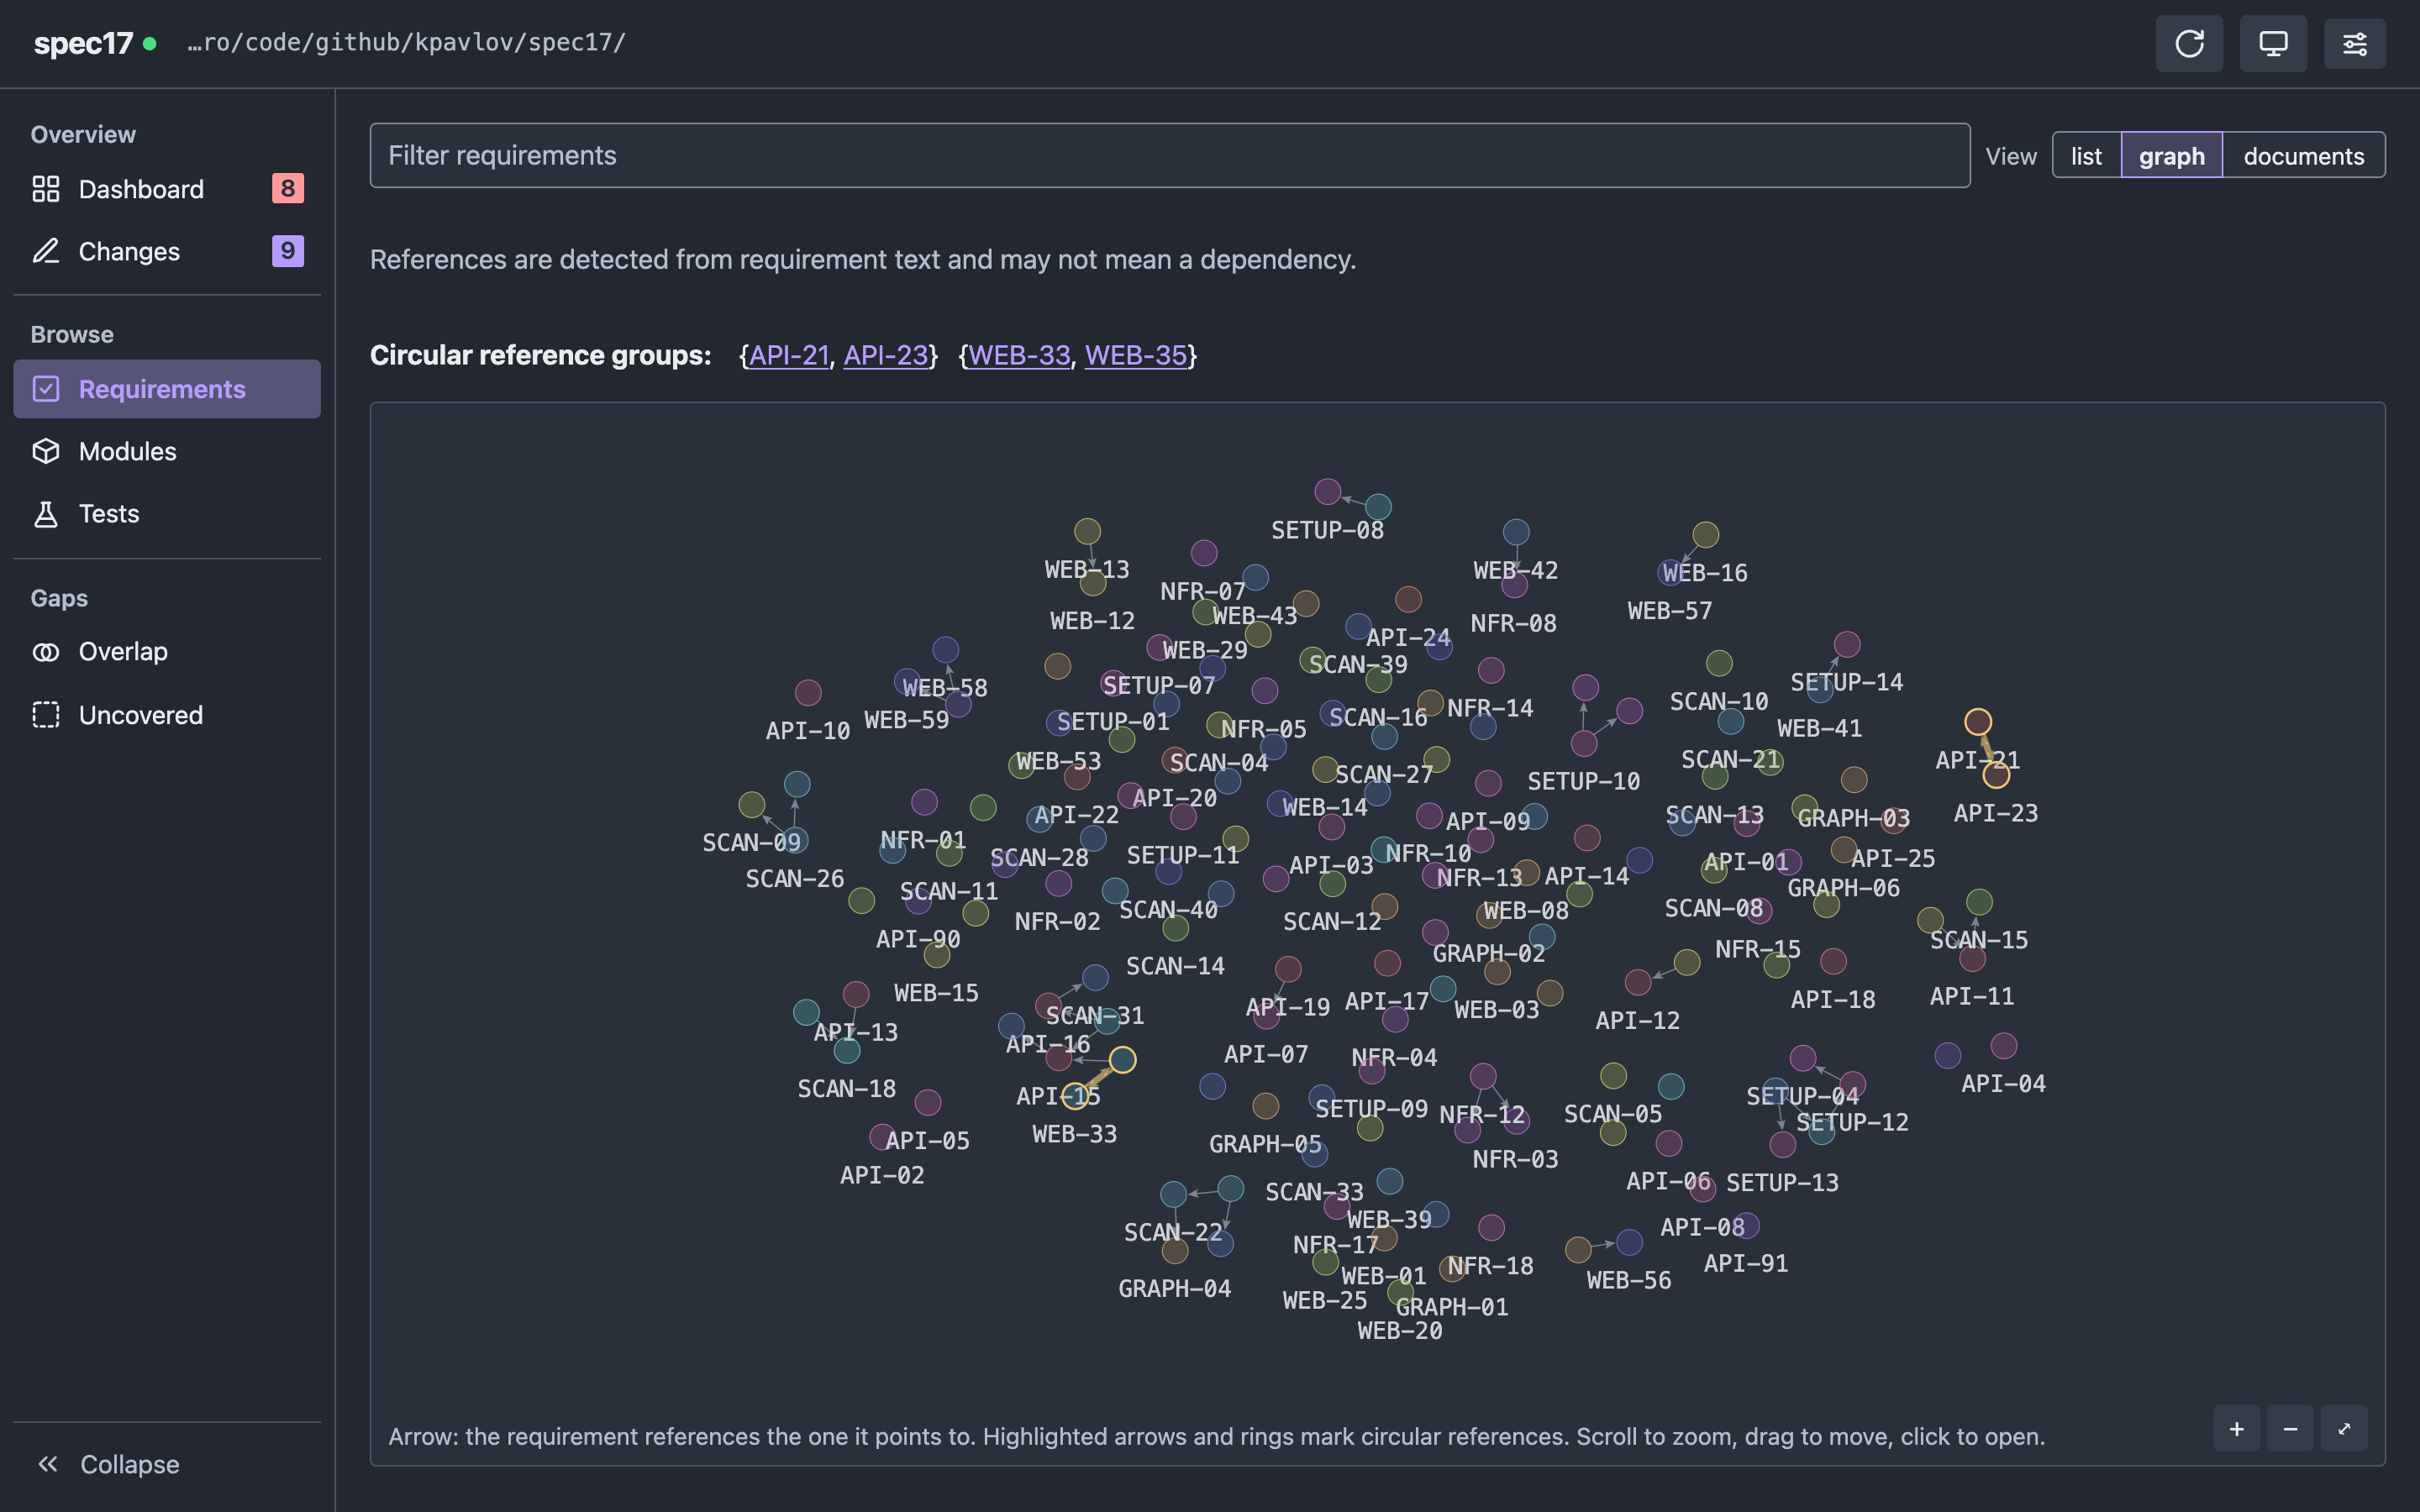 spec17 …ro/code/github/kpavlov/spec17/
Overview
Dashboard 8
Changes 9
Browse
Requirements
Modules
Tests
Gaps
Overlap
Uncovered
Collapse
Filter requirements
View list graph documents
References are detected from requirement text and may not mean a dependency.
Circular reference groups: {API-21, API-23} {WEB-33, WEB-35}
SETUP-08
WEB-13
WEB-42
WEB-16
NFR-07
WEB-57
WEB-43
WEB-12
NFR-08
API-24
WEB-29
SCAN-39
SETUP-14
SETUP-07
WEB-58
SCAN-10
NFR-14
SCAN-16
WEB-59
SETUP-01
WEB-41
NFR-05
API-10
SCAN-21
API-21
WEB-53
SCAN-04
SCAN-27
SETUP-10
API-20
WEB-14
API-23
SCAN-13
API-22
GRAPH-03
API-09
NFR-01
SCAN-09
NFR-10
SETUP-11
SCAN-28
API-25
API-01
API-03
API-14
NFR-13
SCAN-26
GRAPH-06
SCAN-11
SCAN-08
SCAN-40
WEB-08
NFR-02
SCAN-12
API-90
SCAN-15
NFR-15
GRAPH-02
SCAN-14
WEB-15
API-11
API-18
API-17
API-19
WEB-03
SCAN-31
API-12
API-13
API-16
API-07
NFR-04
API-04
SCAN-18
API-15
SETUP-04
SETUP-09
SCAN-05
NFR-12
SETUP-12
WEB-33
API-05
GRAPH-05
NFR-03
API-02
API-06
SETUP-13
SCAN-33
WEB-39
API-08
SCAN-22
NFR-17
API-91
NFR-18
WEB-01
WEB-56
GRAPH-04
WEB-25
GRAPH-01
WEB-20
Arrow: the requirement references the one it points to. Highlighted arrows and rings mark circular references. Scroll to zoom, drag to move, click to open.